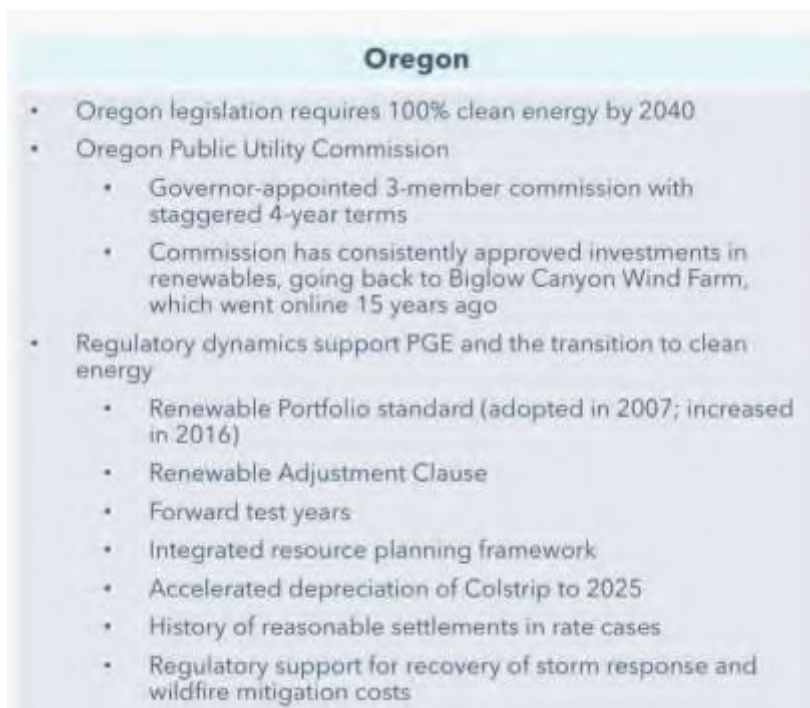 Oregon
• Oregon legislation requires 100% clean energy by 2040
• Oregon Public Utility Commission
• Governor-appointed 3-member commission with
staggered 4-year terms
• Commission has consistently approved investments in
renewables, going back to Biglow Canyon Wind Farm,
which went online 15 years ago
• Regulatory dynamics support PGE and the transition to clean
energy
• Renewable Portfolio standard (adopted in 2007; increased
in 2016)
• Renewable Adjustment Clause
• Forward test years
• Integrated resource planning framework
• Accelerated depreciation of Colstrip to 2025
• History of reasonable settlements in rate cases
• Regulatory support for recovery of storm response and
wildfire mitigation costs